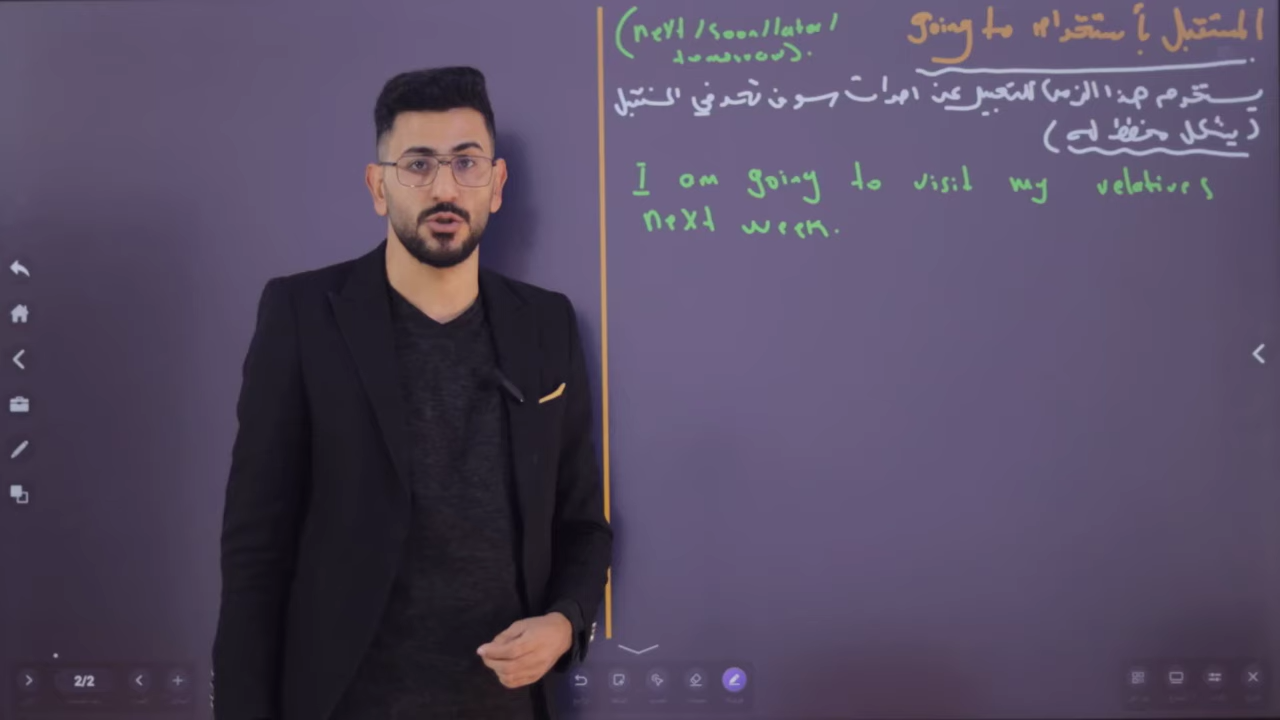 المستقبل بأستخدام going to
(next / soon / later /
tomorrow).
يستخدم هذا الزمن للتعبير عن احداث سوف تحدث في المستقبل
(بشكل مخطط له)
I am going to visit my relatives
next week.
2/2